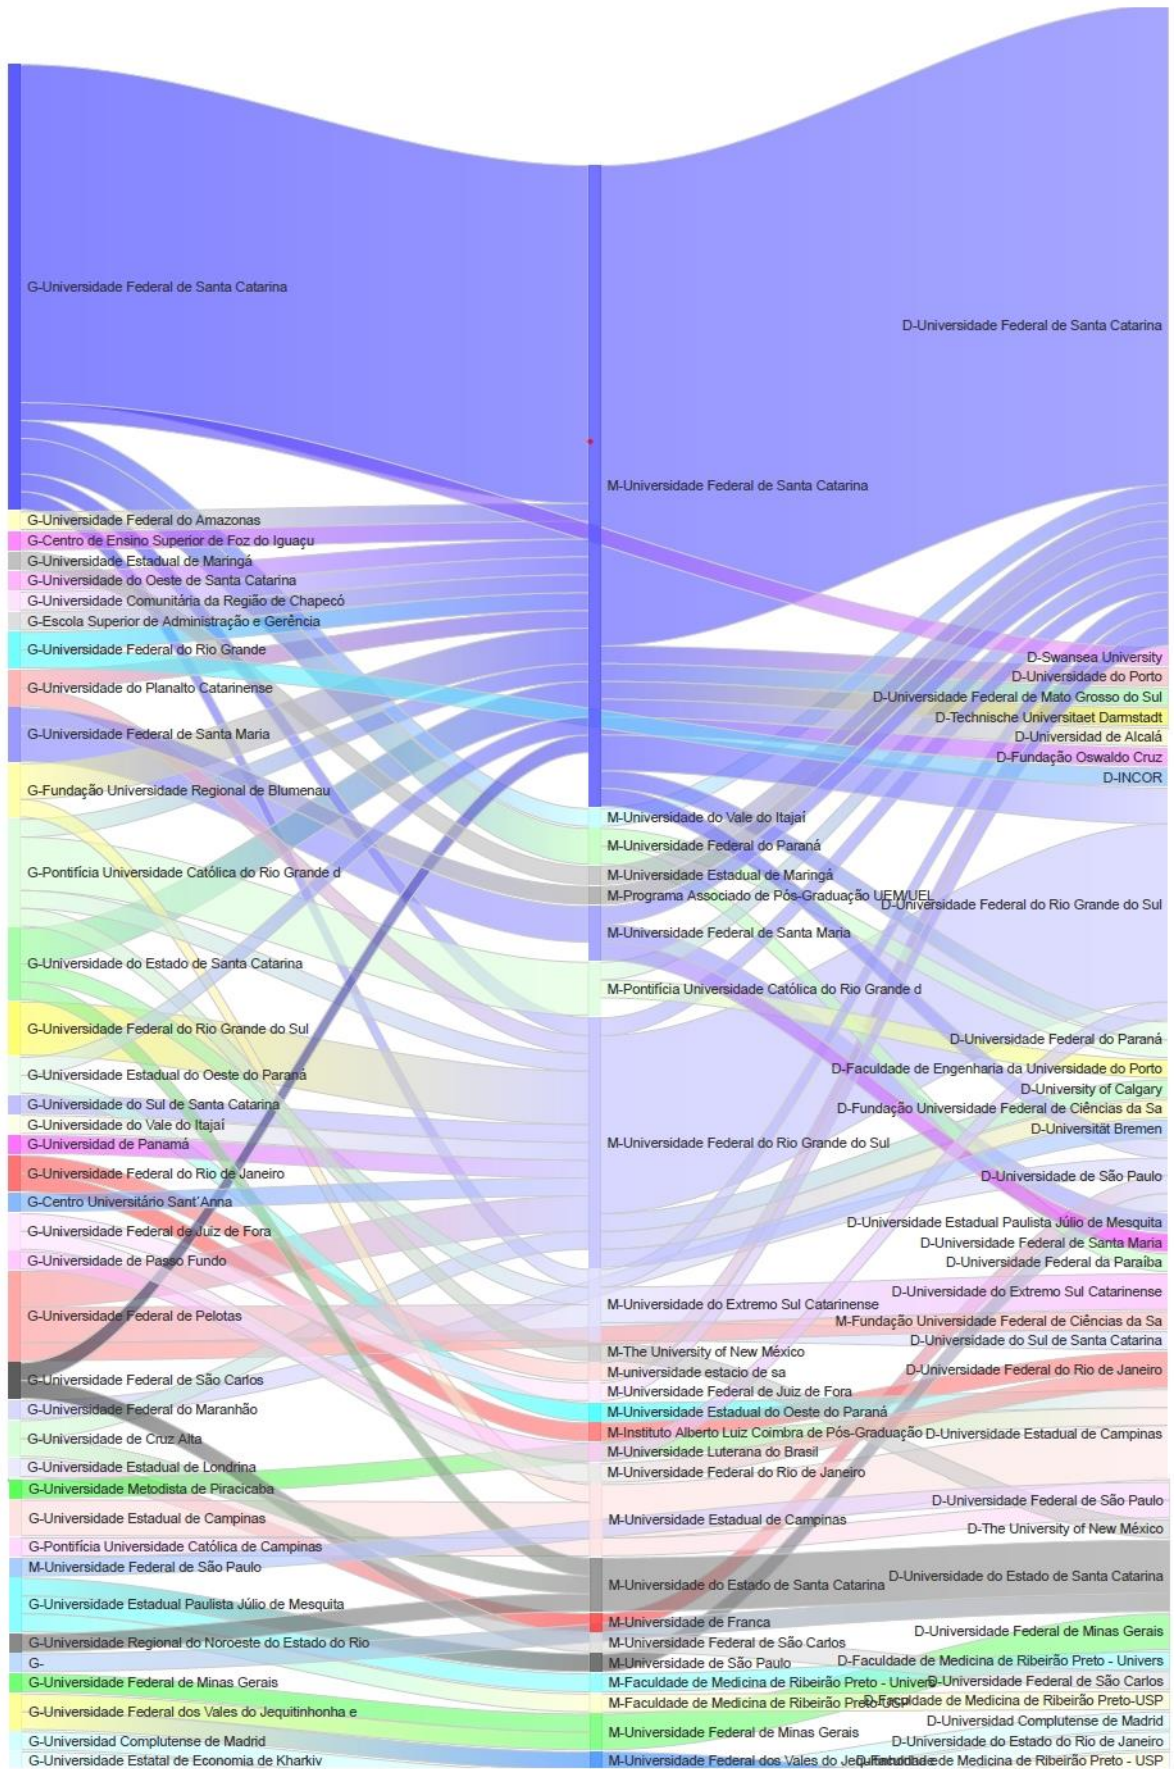 G-Universidade Federal de Santa Catarina
G-Universidade Federal do Amazonas
G-Centro de Ensino Superior de Foz do Iguaçu
G-Universidade Estadual de Maringá
G-Universidade do Oeste de Santa Catarina
G-Universidade Comunitária da Região de Chapecó
G-Escola Superior de Administração e Gerência
G-Universidade Federal do Rio Grande
G-Universidade do Planalto Catarinense
G-Universidade Federal de Santa Maria
G-Fundação Universidade Regional de Blumenau
G-Pontifícia Universidade Católica do Rio Grande d
G-Universidade do Estado de Santa Catarina
G-Universidade Federal do Rio Grande do Sul
G-Universidade Estadual do Oeste do Paraná
G-Universidade do Sul de Santa Catarina
G-Universidade do Vale do Itajaí
G-Universidad de Panamá
G-Universidade Federal do Rio de Janeiro
G-Centro Universitário Sant'Anna
G-Universidade Federal de Juiz de Fora
G-Universidade de Passo Fundo
G-Universidade Federal de Pelotas
G-Universidade Federal de São Carlos
G-Universidade Federal do Maranhão
G-Universidade de Cruz Alta
G-Universidade Estadual de Londrina
G-Universidade Metodista de Piracicaba
G-Universidade Estadual de Campinas
G-Pontifícia Universidade Católica de Campinas
M-Universidade Federal de São Paulo
G-Universidade Estadual Paulista Júlio de Mesquita
G-Universidade Regional do Noroeste do Estado do Rio
G-
G-Universidade Federal de Minas Gerais
G-Universidade Federal dos Vales do Jequitinhonha e
G-Universidad Complutense de Madrid
G-Universidade Estatal de Economia de Kharkiv
M-Universidade Federal de Santa Catarina
M-Universidade do Vale do Itajaí
M-Universidade Federal do Paraná
M-Universidade Estadual de Maringá
M-Programa Associado de Pós-Graduação UEM/UEL
M-Universidade Federal de Santa Maria
M-Pontifícia Universidade Católica do Rio Grande d
M-Universidade Federal do Rio Grande do Sul
M-Universidade do Extremo Sul Catarinense
M-Fundação Universidade Federal de Ciências da Sa
M-The University of New México
M-universidade estacio de sa
M-Universidade Federal de Juiz de Fora
M-Universidade Estadual do Oeste do Paraná
M-Instituto Alberto Luiz Coimbra de Pós-Graduação
M-Universidade Luterana do Brasil
M-Universidade Federal do Rio de Janeiro
M-Universidade Estadual de Campinas
M-Universidade do Estado de Santa Catarina
M-Universidade de Franca
M-Universidade Federal de São Carlos
M-Universidade de São Paulo
M-Faculdade de Medicina de Ribeirão Preto - Univers
M-Faculdade de Medicina de Ribeirão Preto-USP
M-Universidade Federal de Minas Gerais
M-Universidade Federal dos Vales do Jequitinhonha e
D-Universidade Federal de Santa Catarina
D-Swansea University
D-Universidade do Porto
D-Universidade Federal de Mato Grosso do Sul
D-Technische Universitaet Darmstadt
D-Universidad de Alcalá
D-Fundação Oswaldo Cruz
D-INCOR
D-Universidade Federal do Rio Grande do Sul
D-Universidade Federal do Paraná
D-Faculdade de Engenharia da Universidade do Porto
D-University of Calgary
D-Fundação Universidade Federal de Ciências da Sa
D-Universität Bremen
D-Universidade de São Paulo
D-Universidade Estadual Paulista Júlio de Mesquita
D-Universidade Federal de Santa Maria
D-Universidade Federal da Paraíba
D-Universidade do Extremo Sul Catarinense
D-Universidade do Sul de Santa Catarina
D-Universidade Federal do Rio de Janeiro
D-Universidade Estadual de Campinas
D-Universidade Federal de São Paulo
D-The University of New México
D-Universidade do Estado de Santa Catarina
D-Universidade Federal de Minas Gerais
D-Faculdade de Medicina de Ribeirão Preto - Univers
D-Universidade Federal de São Carlos
D-Faculdade de Medicina de Ribeirão Preto-USP
D-Universidad Complutense de Madrid
D-Universidade do Estado do Rio de Janeiro
D-Faculdade de Medicina de Ribeirão Preto - USP